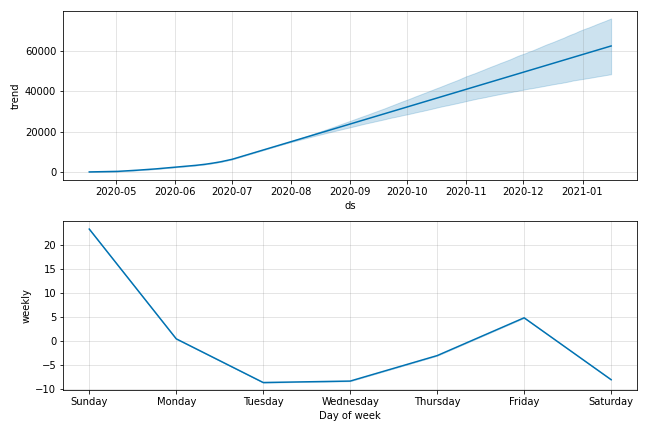 60000
40000
20000
0
trend
2020-05 2020-06 2020-07 2020-08 2020-09 2020-10 2020-11 2020-12 2021-01
ds
20
15
10
5
0
−5
−10
weekly
Sunday Monday Tuesday Wednesday Thursday Friday Saturday
Day of week